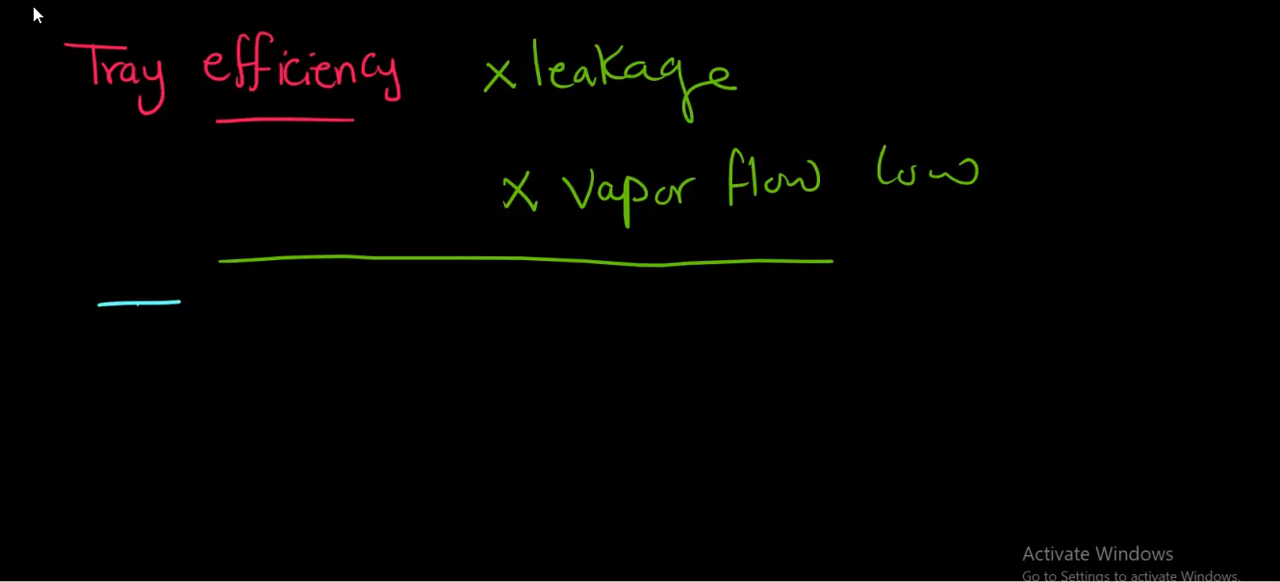 Tray efficiency x leakage
x vapor flow low
Activate Windows
Go to Settings to activate Windows.